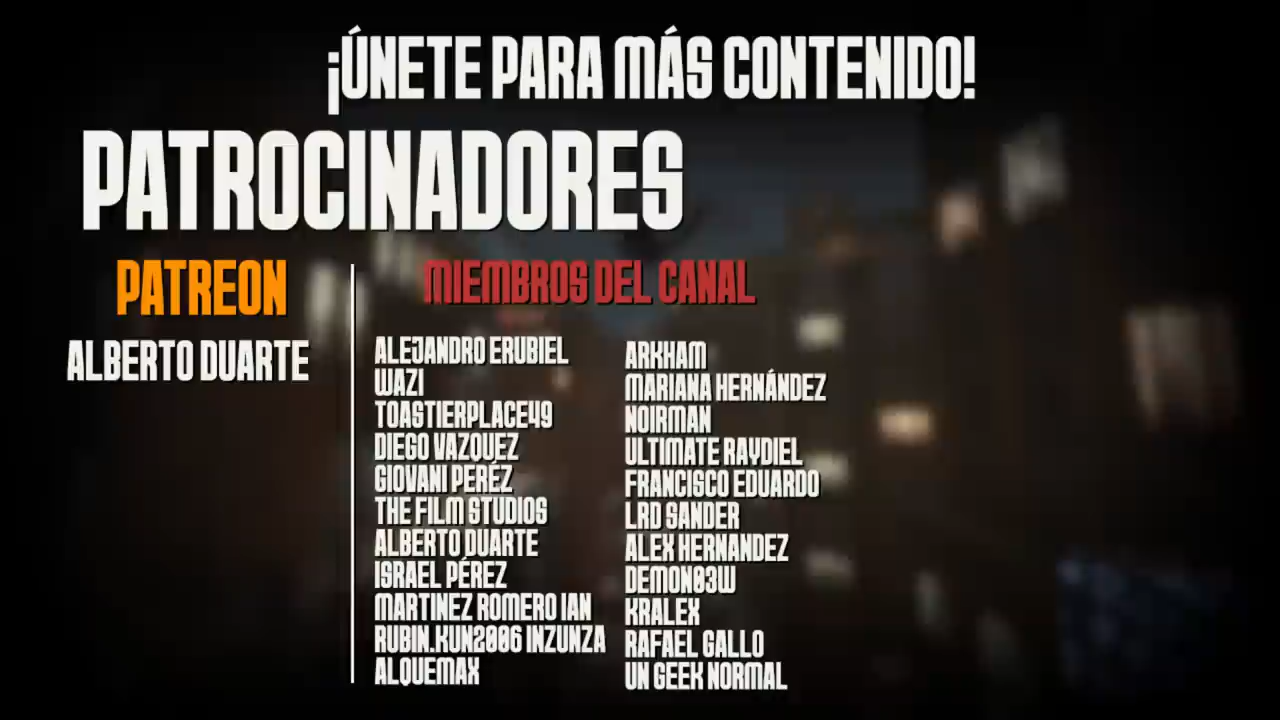 ¡ÚNETE PARA MÁS CONTENIDO!
PATROCINADORES
PATREON
ALBERTO DUARTE
MIEMBROS DEL CANAL
ALEJANDRO ERUBIEL
WAZI
TOASTIERPLACE49
DIEGO VAZQUEZ
GIOVANI PERÉZ
THE FILM STUDIOS
ALBERTO DUARTE
ISRAEL PÉREZ
MARTINEZ ROMERO IAN
RUBIN.KUN2006 INZUNZA
ALQUEMAX
ARKHAM
MARIANA HERNÁNDEZ
NOIRMAN
ULTIMATE RAYDIEL
FRANCISCO EDUARDO
LRD SANDER
ALEX HERNANDEZ
DEMON03W
KRALEX
RAFAEL GALLO
UN GEEK NORMAL